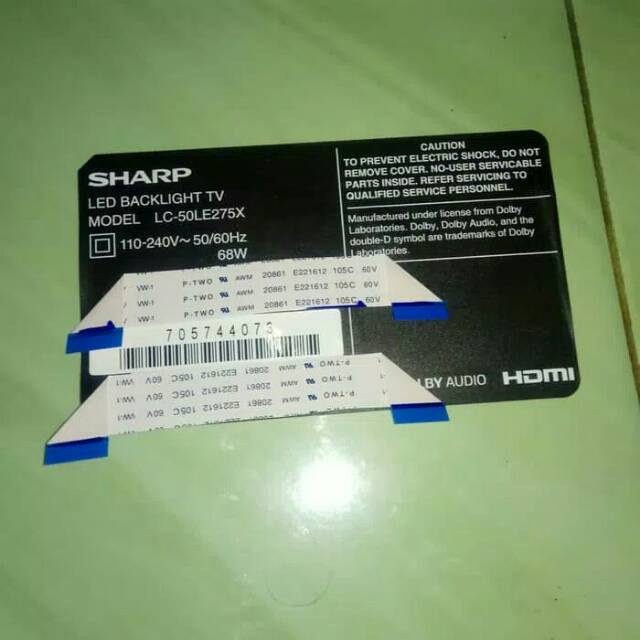 SHARP
LED BACKLIGHT TV
MODEL LC-50LE275X
110-240V~50/60Hz
68W
CAUTION
TO PREVENT ELECTRIC SHOCK, DO NOT
REMOVE COVER. NO-USER SERVICABLE
PARTS INSIDE. REFER SERVICING TO
QUALIFIED SERVICE PERSONNEL.
Manufactured under license from Dolby
Laboratories. Dolby, Dolby Audio, and the
double-D symbol are trademarks of Dolby
Laboratories.
VW-1 P-TWO AWM 20861 E221612 105C 60V
VW-1 P-TWO AWM 20861 E221612 105C 60V
VW-1 P-TWO AWM 20861 E221612 105C 60V
705744073
VW-1 60V 105C E221612 20861 AWM P-TWO
VW-1 60V 105C E221612 20861 AWM P-TWO
VW-1 60V 105C E221612 20861 AWM P-TWO
LBY AUDIO HDMI